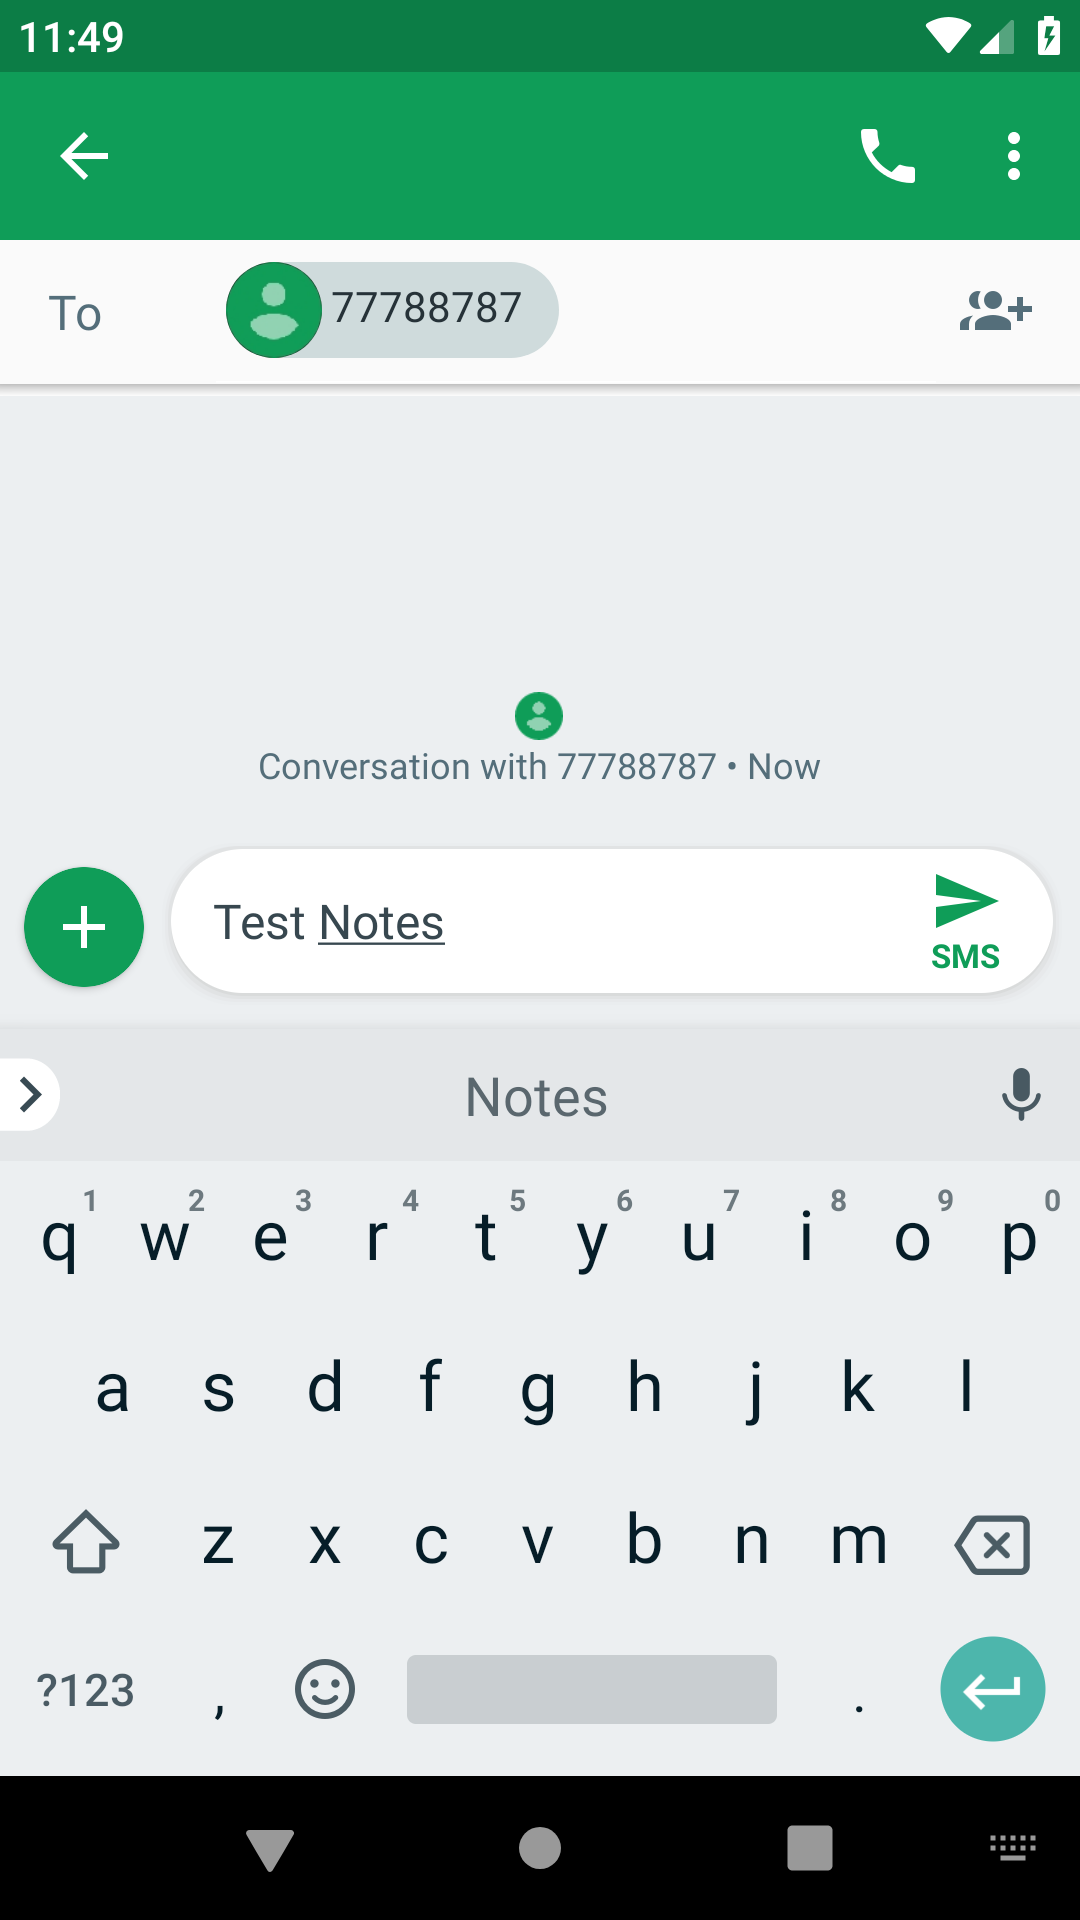 11:49
To 77788787
Conversation with 77788787 • Now
Test Notes
SMS
Notes
1 2 3 4 5 6 7 8 9 0
q w e r t y u i o p
a s d f g h j k l
z x c v b n m
?123 , .